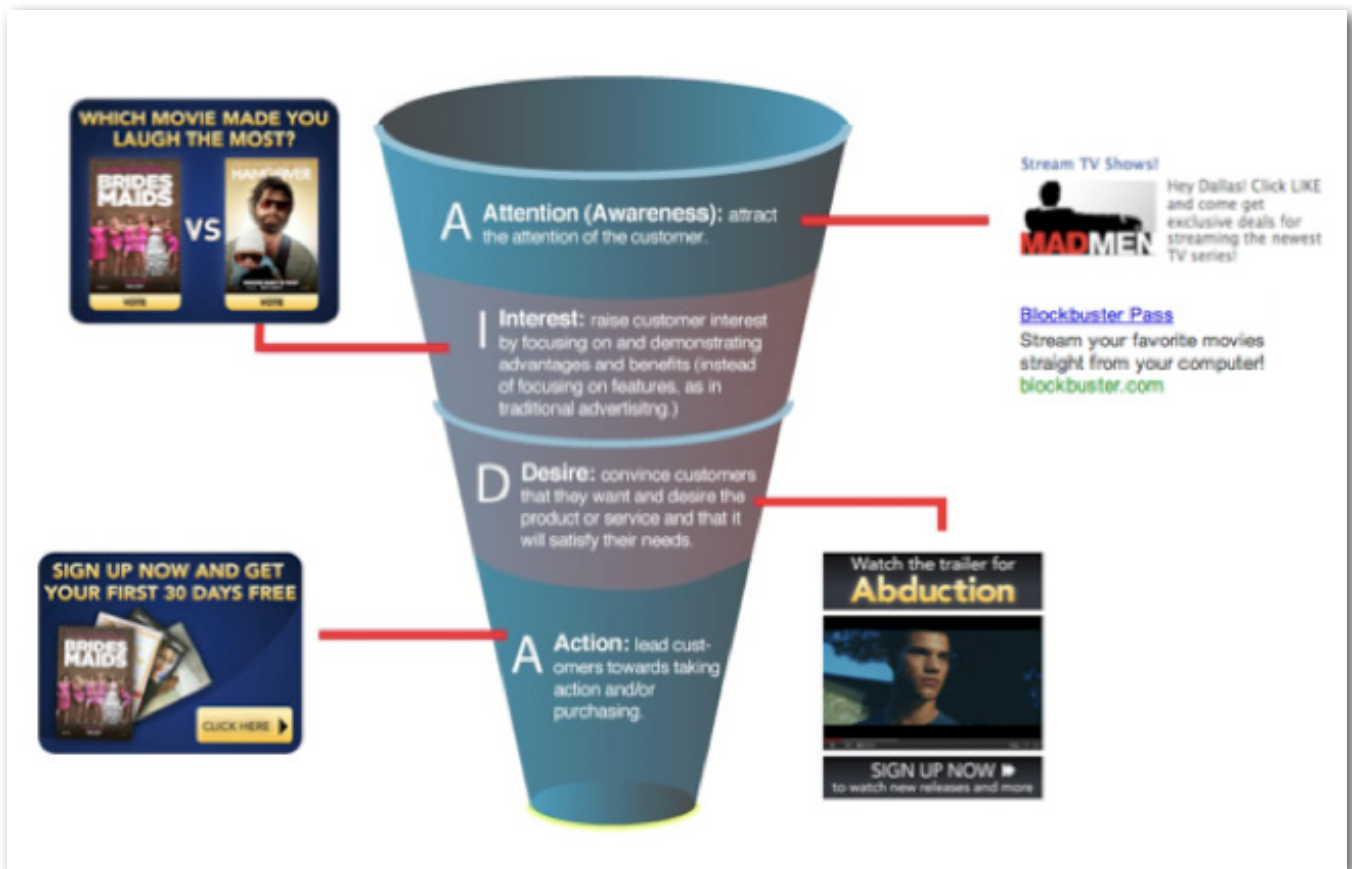 WHICH MOVIE MADE YOU
LAUGH THE MOST?
BRIDES
MAIDS
VS
HANGOVER
VOTE
VOTE
A
Attention (Awareness): attract
the attention of the customer.
Stream TV Shows!
MADMEN
Hey Dallas! Click LIKE
and come get
exclusive deals for
streaming the newest
TV series!
Blockbuster Pass
Stream your favorite movies
straight from your computer!
blockbuster.com
I
Interest: raise customer interest
by focusing on and demonstrating
advantages and benefits (instead
of focusing on features, as in
traditional advertisitng.)
D
Desire: convince customers
that they want and desire the
product or service and that it
will satisfy their needs.
Watch the trailer for
Abduction
SIGN UP NOW
to watch new releases and more
SIGN UP NOW AND GET
YOUR FIRST 30 DAYS FREE
BRIDES
MAIDS
CLICK HERE
A
Action: lead cust-
omers towards taking
action and/or
purchasing.